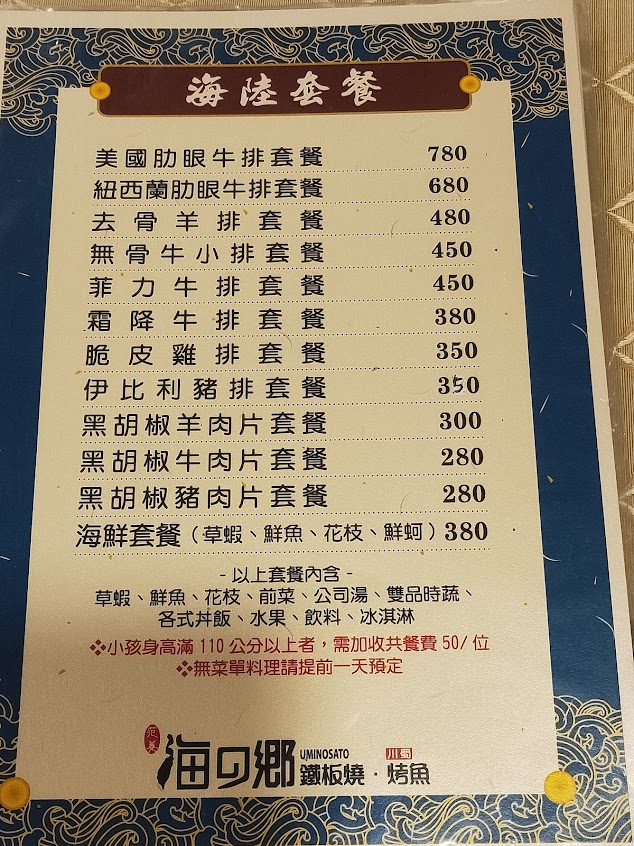 海陸套餐
美國肋眼牛排套餐 780
紐西蘭肋眼牛排套餐 680
去骨羊排套餐 480
無骨牛小排套餐 450
菲力牛排套餐 450
霜降牛排套餐 380
脆皮雞排套餐 350
伊比利豬排套餐 350
黑胡椒羊肉片套餐 300
黑胡椒牛肉片套餐 280
黑胡椒豬肉片套餐 280
海鮮套餐（草蝦、鮮魚、花枝、鮮蚵）380
- 以上套餐內含 -
草蝦、鮮魚、花枝、前菜、公司湯、雙品時蔬、
各式丼飯、水果、飲料、冰淇淋
❖小孩身高滿 110 公分以上者，需加收共餐費 50/ 位
❖無菜單料理請提前一天預定
海の鄉 UMINOSATO
鐵板燒·川蜀烤魚